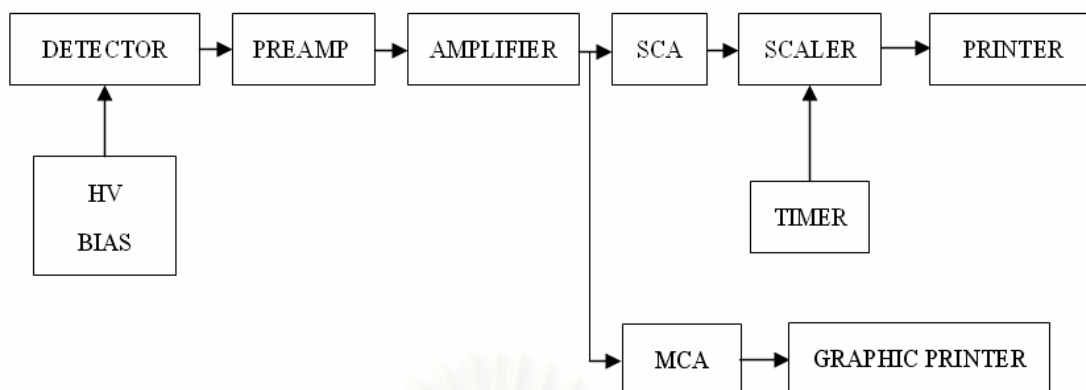 DETECTOR
PREAMP
AMPLIFIER
SCA
SCALER
PRINTER
HV
BIAS
TIMER
MCA
GRAPHIC PRINTER